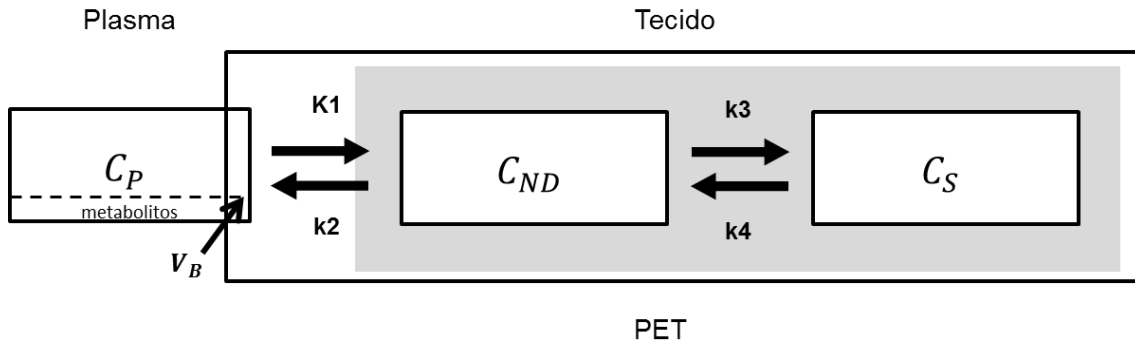 Plasma
Tecido
K1
k3
C_P
C_ND
C_S
metabolitos
k2
k4
V_B
PET